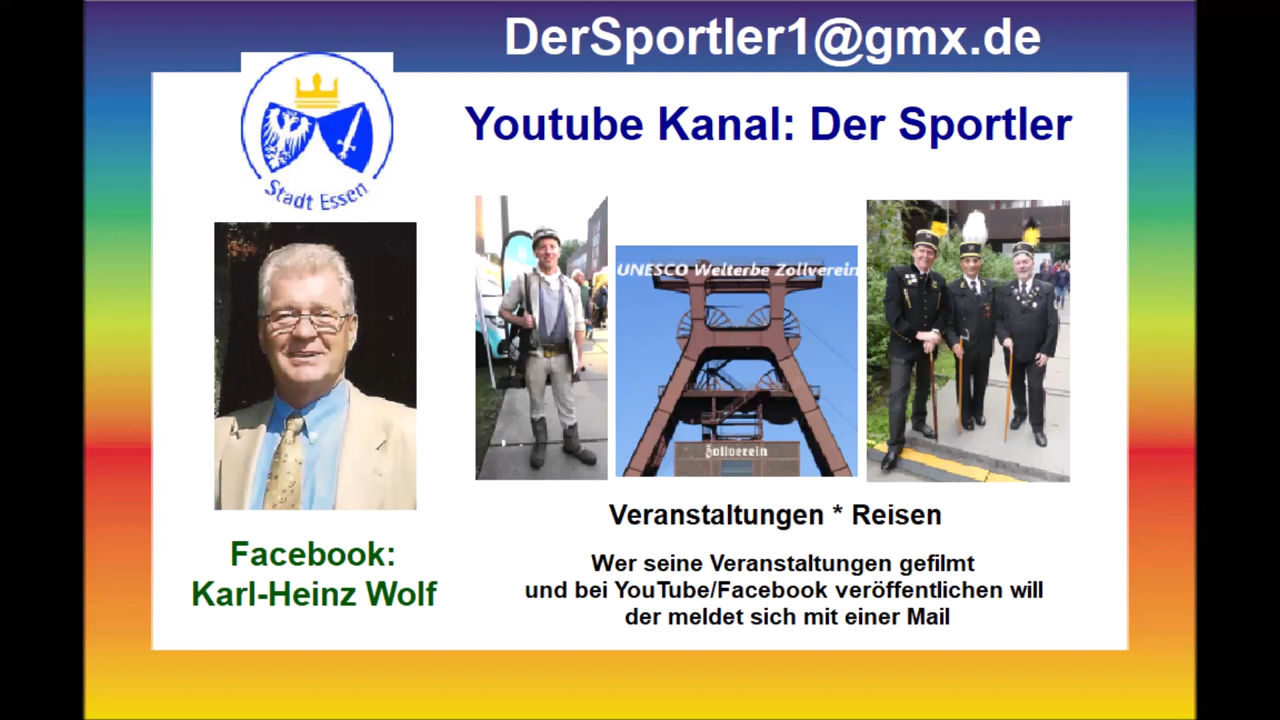 DerSportler1@gmx.de
Youtube Kanal: Der Sportler
Stadt Essen
UNESCO Welterbe Zollverein
Zollverein
Veranstaltungen * Reisen
Facebook:
Karl-Heinz Wolf
Wer seine Veranstaltungen gefilmt
und bei YouTube/Facebook veröffentlichen will
der meldet sich mit einer Mail